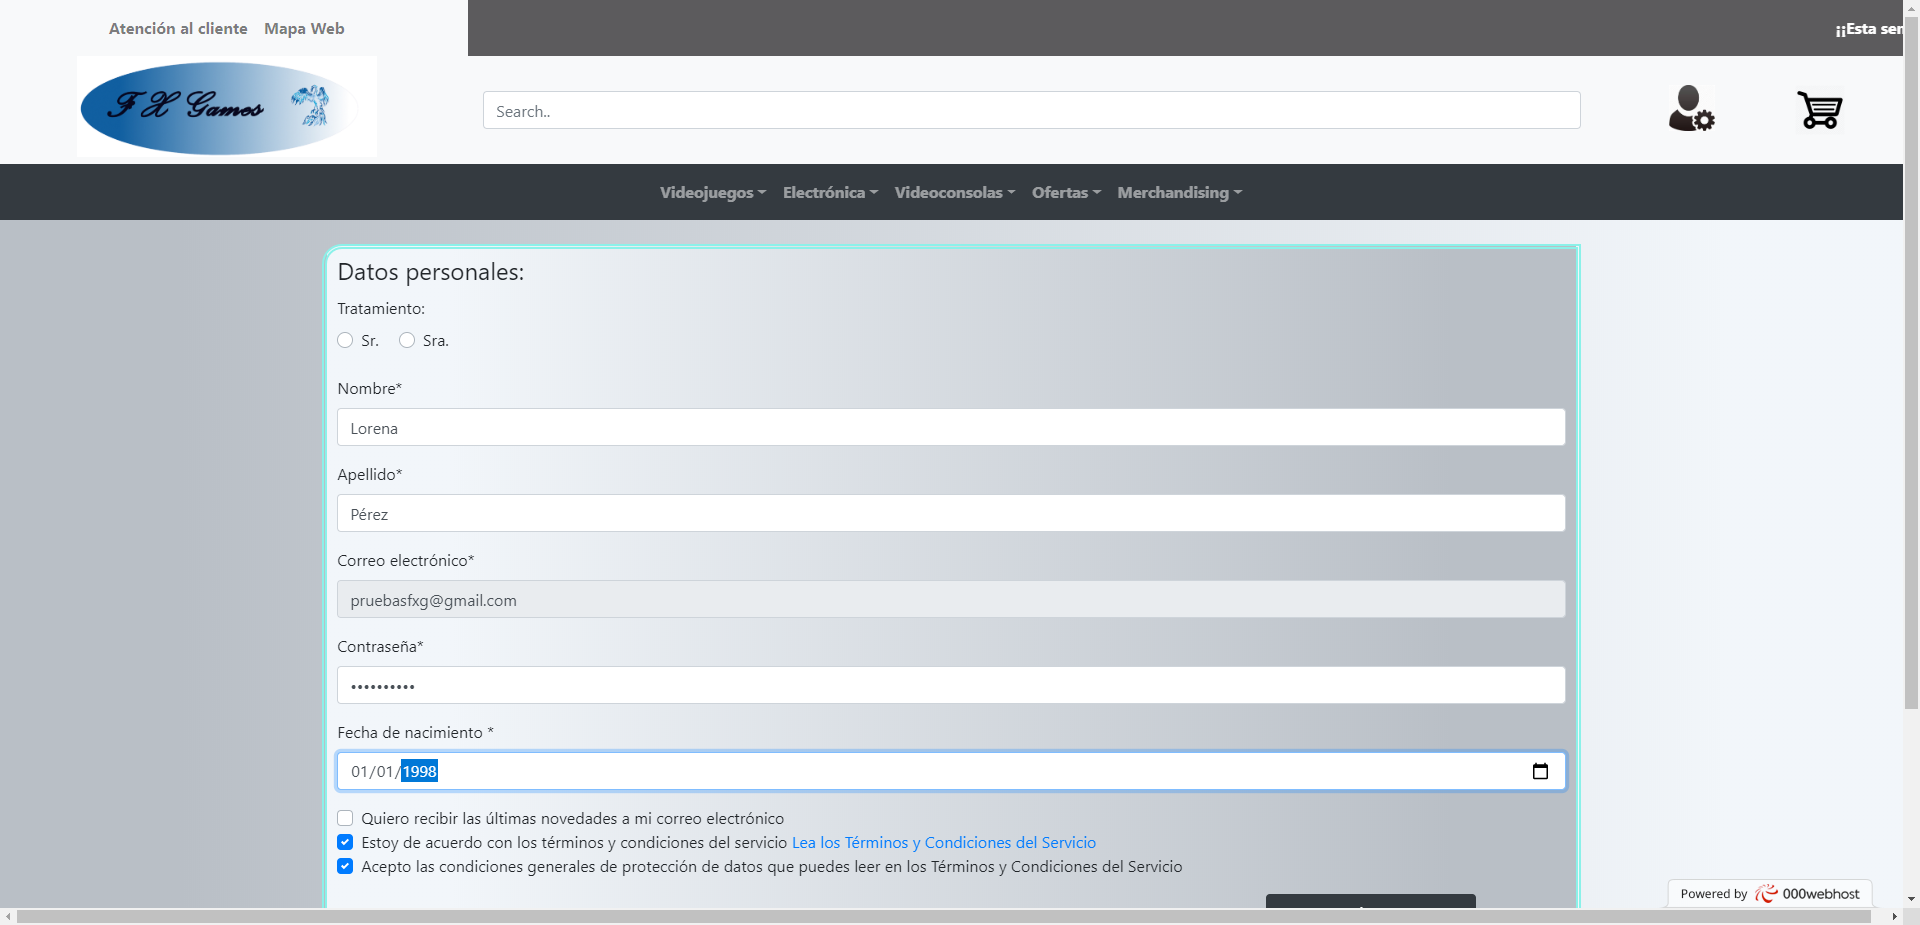 Atención al cliente Mapa Web
¡¡Esta
F X Games
Search..
Videojuegos Electrónica Videoconsolas Ofertas Merchandising
Datos personales:
Tratamiento:
Sr. Sra.
Nombre*
Lorena
Apellido*
Pérez
Correo electrónico*
pruebasfxg@gmail.com
Contraseña*
••••••••••
Fecha de nacimiento *
01/01/1998
Quiero recibir las últimas novedades a mi correo electrónico
Estoy de acuerdo con los términos y condiciones del servicio Lea los Términos y Condiciones del Servicio
Acepto las condiciones generales de protección de datos que puedes leer en los Términos y Condiciones del Servicio
Powered by 000webhost